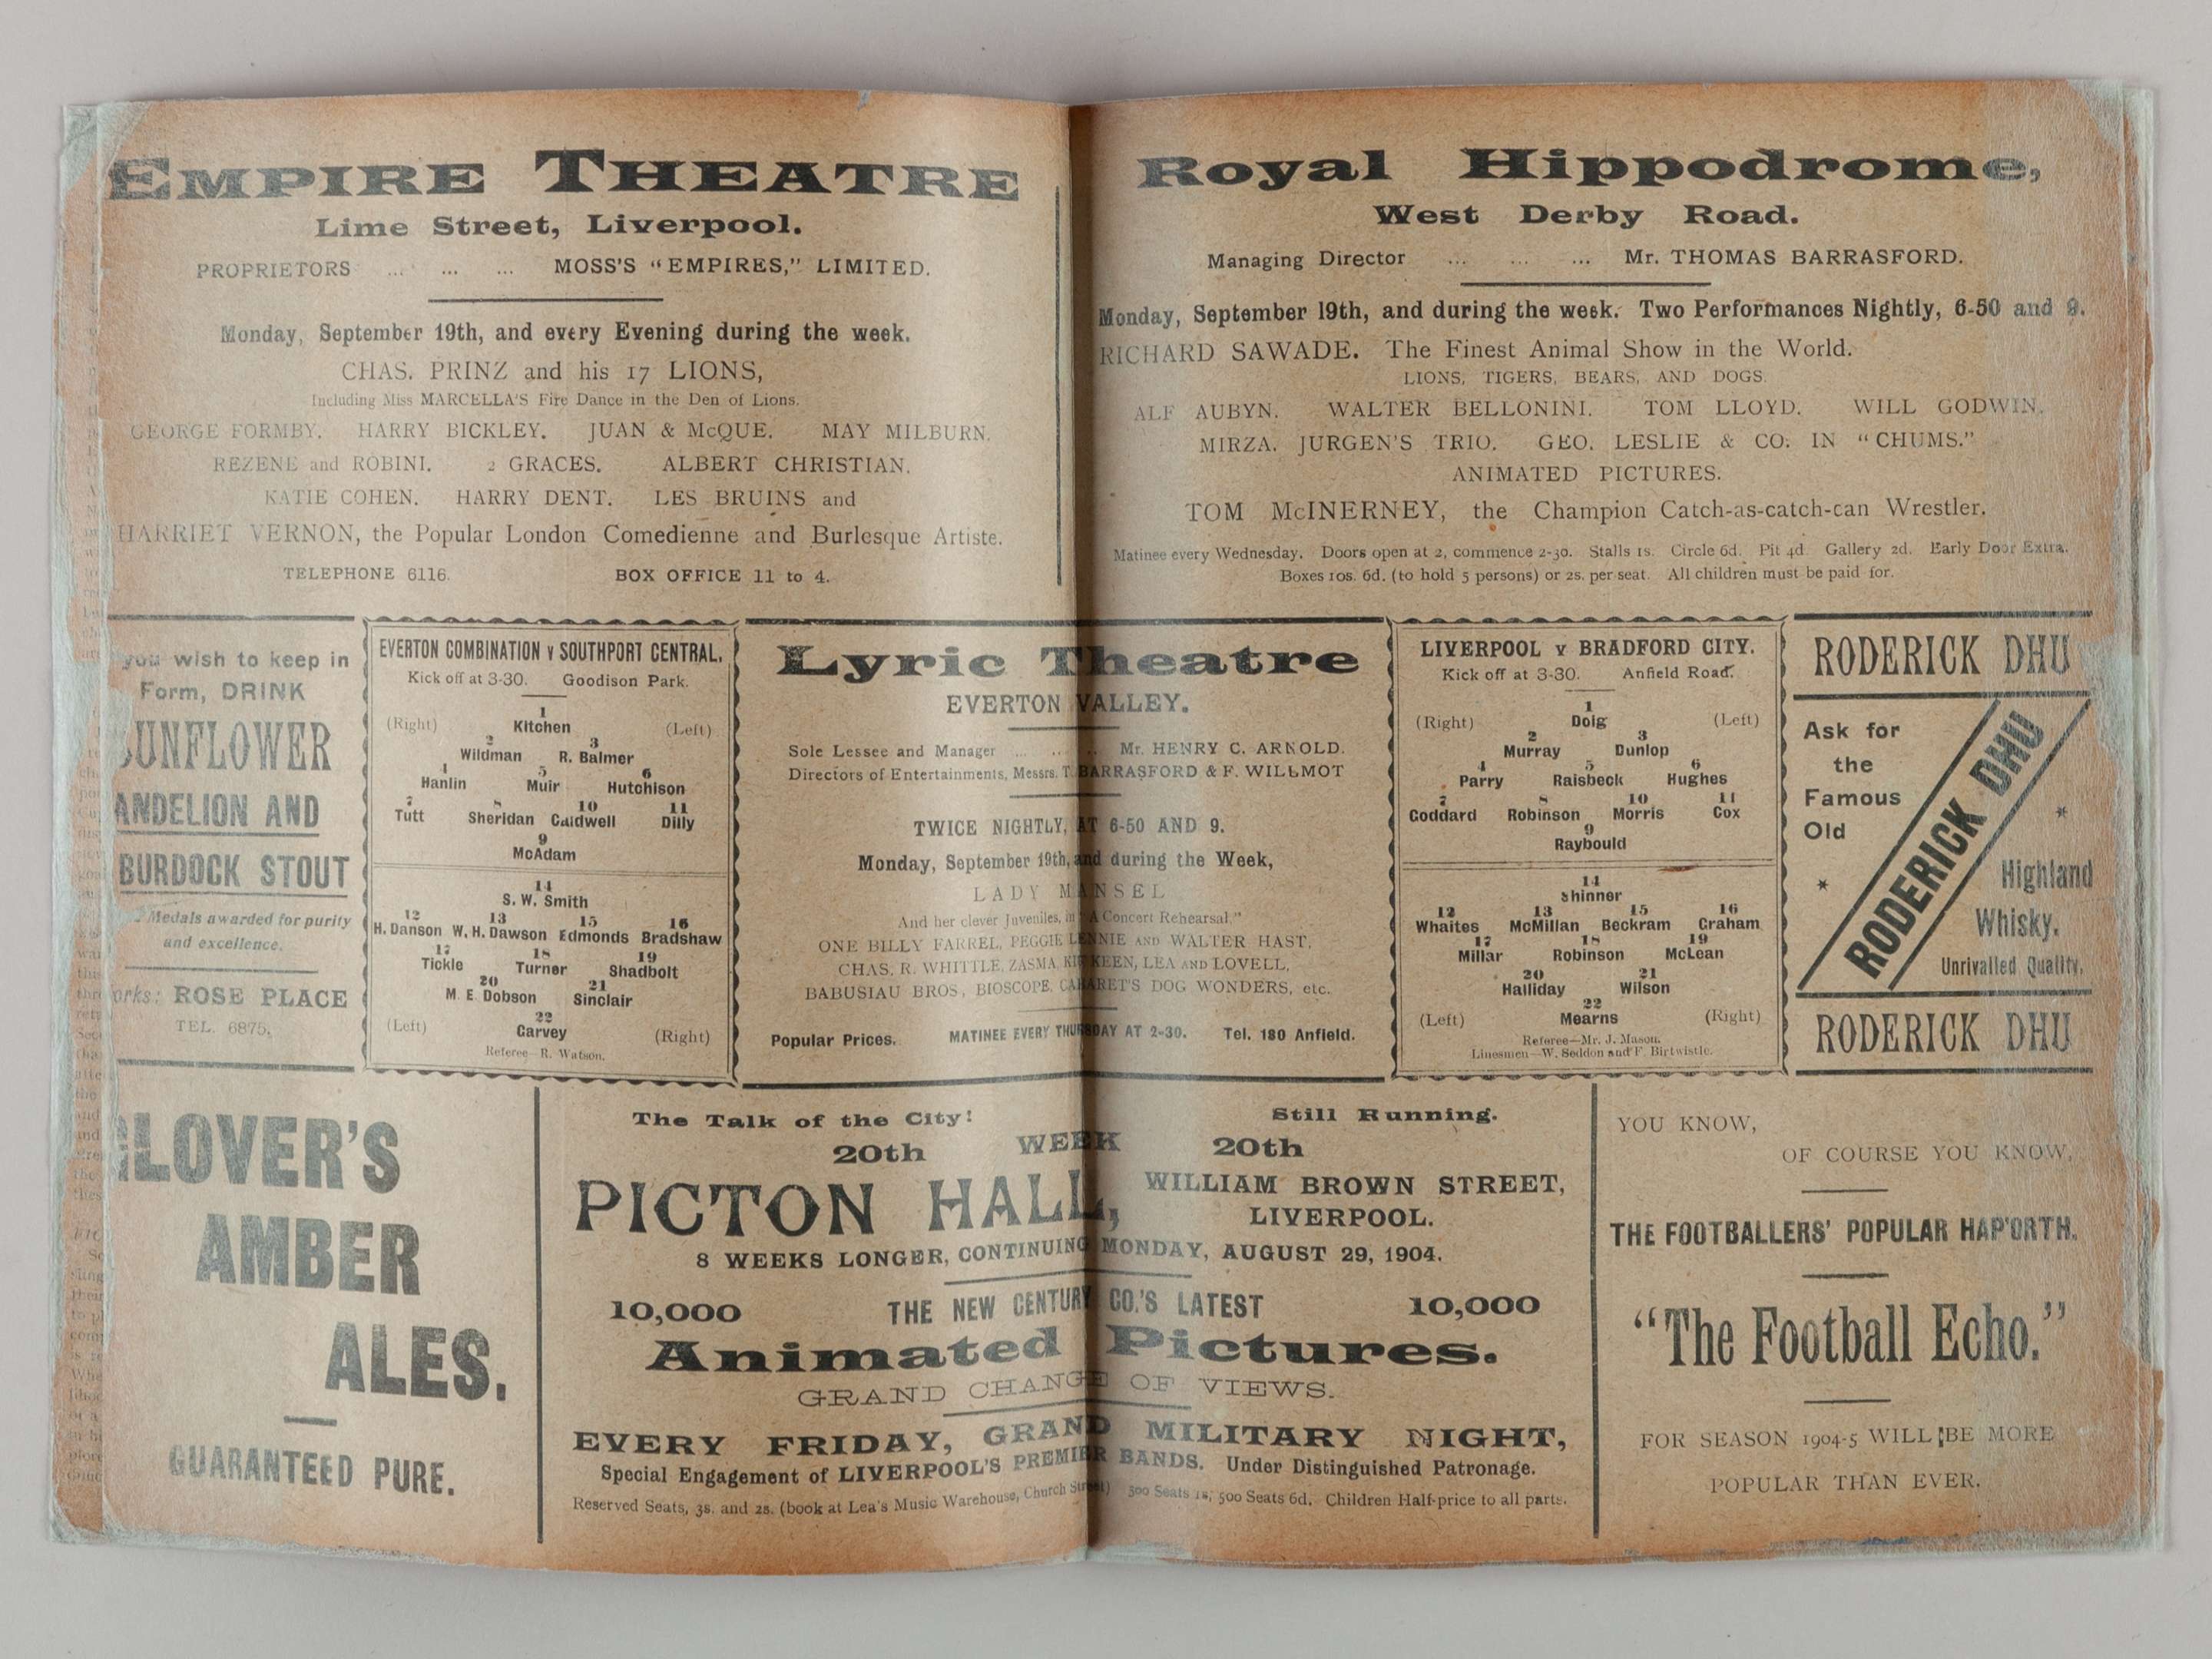 EMPIRE THEATRE
Lime Street, Liverpool.
PROPRIETORS ... ... ... MOSS'S "EMPIRES," LIMITED.
Monday, September 19th, and every Evening during the week.
CHAS. PRINZ and his 17 LIONS,
Including Miss MARCELLA'S Fire Dance in the Den of Lions.
GEORGE FORMBY. HARRY BICKLEY. JUAN & McQUE. MAY MILBURN.
REZENE and ROBINI. 2 GRACES. ALBERT CHRISTIAN.
KATIE COHEN. HARRY DENT. LES BRUINS and
HARRIET VERNON, the Popular London Comedienne and Burlesque Artiste.
TELEPHONE 6116. BOX OFFICE 11 to 4.
Royal Hippodrome,
West Derby Road.
Managing Director ... ... ... Mr. THOMAS BARRASFORD.
Monday, September 19th, and during the week. Two Performances Nightly, 6-50 and 9.
RICHARD SAWADE. The Finest Animal Show in the World.
LIONS, TIGERS, BEARS, AND DOGS.
ALF AUBYN. WALTER BELLONINI. TOM LLOYD. WILL GODWIN.
MIRZA. JURGEN'S TRIO. GEO. LESLIE & CO. IN "CHUMS."
ANIMATED PICTURES.
TOM McINERNEY, the Champion Catch-as-catch-can Wrestler.
Matinee every Wednesday. Doors open at 2, commence 2-30. Stalls 1s. Circle 6d. Pit 4d. Gallery 2d. Early Door Extra.
Boxes 10s. 6d. (to hold 5 persons) or 2s. per seat. All children must be paid for.
you wish to keep in
Form, DRINK
SUNFLOWER
ANDELION AND
BURDOCK STOUT
Medals awarded for purity
and excellence.
orks: ROSE PLACE
TEL. 6875.
EVERTON COMBINATION v SOUTHPORT CENTRAL.
Kick off at 3-30. Goodison Park.
1
(Right) Kitchen (Left)
2 3
Wildman R. Balmer
4 5 6
Hanlin Muir Hutchison
7 8 10 11
Tutt Sheridan Caldwell Dilly
9
McAdam
14
S. W. Smith
12 13 15 16
H. Danson W. H. Dawson Edmonds Bradshaw
17 18 19
Tickle Turner Shadbolt
20 21
M. E. Dobson Sinclair
22
(Left) Garvey (Right)
Referee—R. Watson.
Lyric Theatre
EVERTON VALLEY.
Sole Lessee and Manager ... .. .. Mr. HENRY C. ARNOLD.
Directors of Entertainments, Messrs. T. BARRASFORD & F. WILLMOT
TWICE NIGHTLY, AT 6-50 AND 9.
Monday, September 19th, and during the Week,
LADY MANSEL
And her clever Juveniles, in "A Concert Rehearsal."
ONE BILLY FARREL, PEGGIE LENNIE AND WALTER HAST,
CHAS. R. WHITTLE, ZASMA, KEEN, LEA AND LOVELL,
BABUSIAU BROS, BIOSCOPE, CABARET'S DOG WONDERS, etc.
Popular Prices. MATINEE EVERY THURSDAY AT 2-30. Tel. 180 Anfield.
LIVERPOOL v BRADFORD CITY.
Kick off at 3-30. Anfield Road.
1
(Right) Doig (Left)
2 3
Murray Dunlop
4 5 6
Parry Raisbeck Hughes
7 8 10 11
Goddard Robinson Morris Cox
9
Raybould
14
Shinner
12 13 15 16
Whaites McMillan Beckram Graham
17 18 19
Millar Robinson McLean
20 21
Halliday Wilson
22
(Left) Mearns (Right)
Referee—Mr. J. Mason.
Linesmen—W. Seddon and F. Birtwistle.
RODERICK DHU
Ask for
the
Famous
Old
RODERICK DHU
Highland
Whisky.
Unrivalled Quality.
RODERICK DHU
GLOVER'S
AMBER
ALES.
GUARANTEED PURE.
The Talk of the City! Still Running.
20th WEEK 20th
PICTON HALL, WILLIAM BROWN STREET,
LIVERPOOL.
8 WEEKS LONGER, CONTINUING MONDAY, AUGUST 29, 1904.
10,000 THE NEW CENTURY CO.'S LATEST 10,000
Animated Pictures.
GRAND CHANGE OF VIEWS.
EVERY FRIDAY, GRAND MILITARY NIGHT,
Special Engagement of LIVERPOOL'S PREMIER BANDS. Under Distinguished Patronage.
Reserved Seats, 3s. and 2s. (book at Lea's Music Warehouse, Church Street) 500 Seats 1s, 500 Seats 6d. Children Half-price to all parts.
YOU KNOW,
OF COURSE YOU KNOW,
THE FOOTBALLERS' POPULAR HAP'ORTH.
"The Football Echo."
FOR SEASON 1904-5 WILL BE MORE
POPULAR THAN EVER.